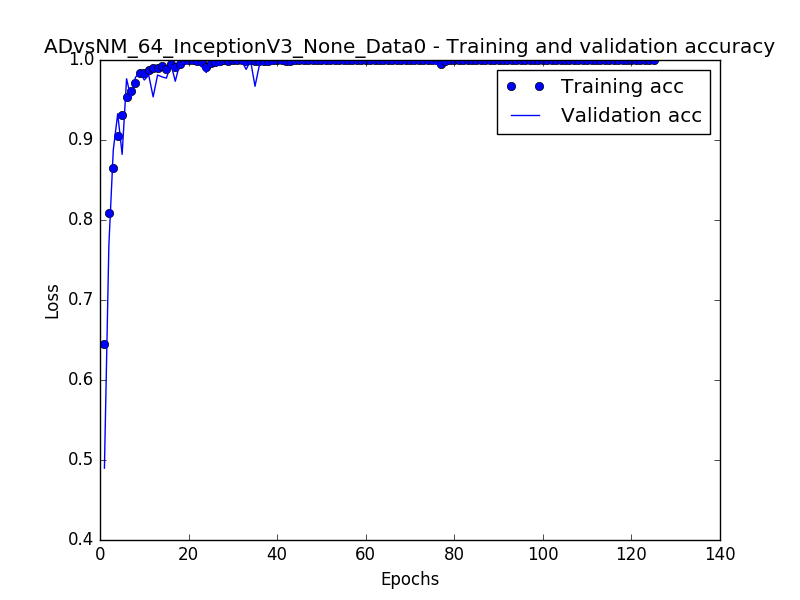 ADvsNM_64_InceptionV3_None_Data0 - Training and validation accuracy
1.0
0.9
0.8
0.7
0.6
0.5
0.4
Loss
0 20 40 60 80 100 120 140
Epochs
Training acc
Validation acc